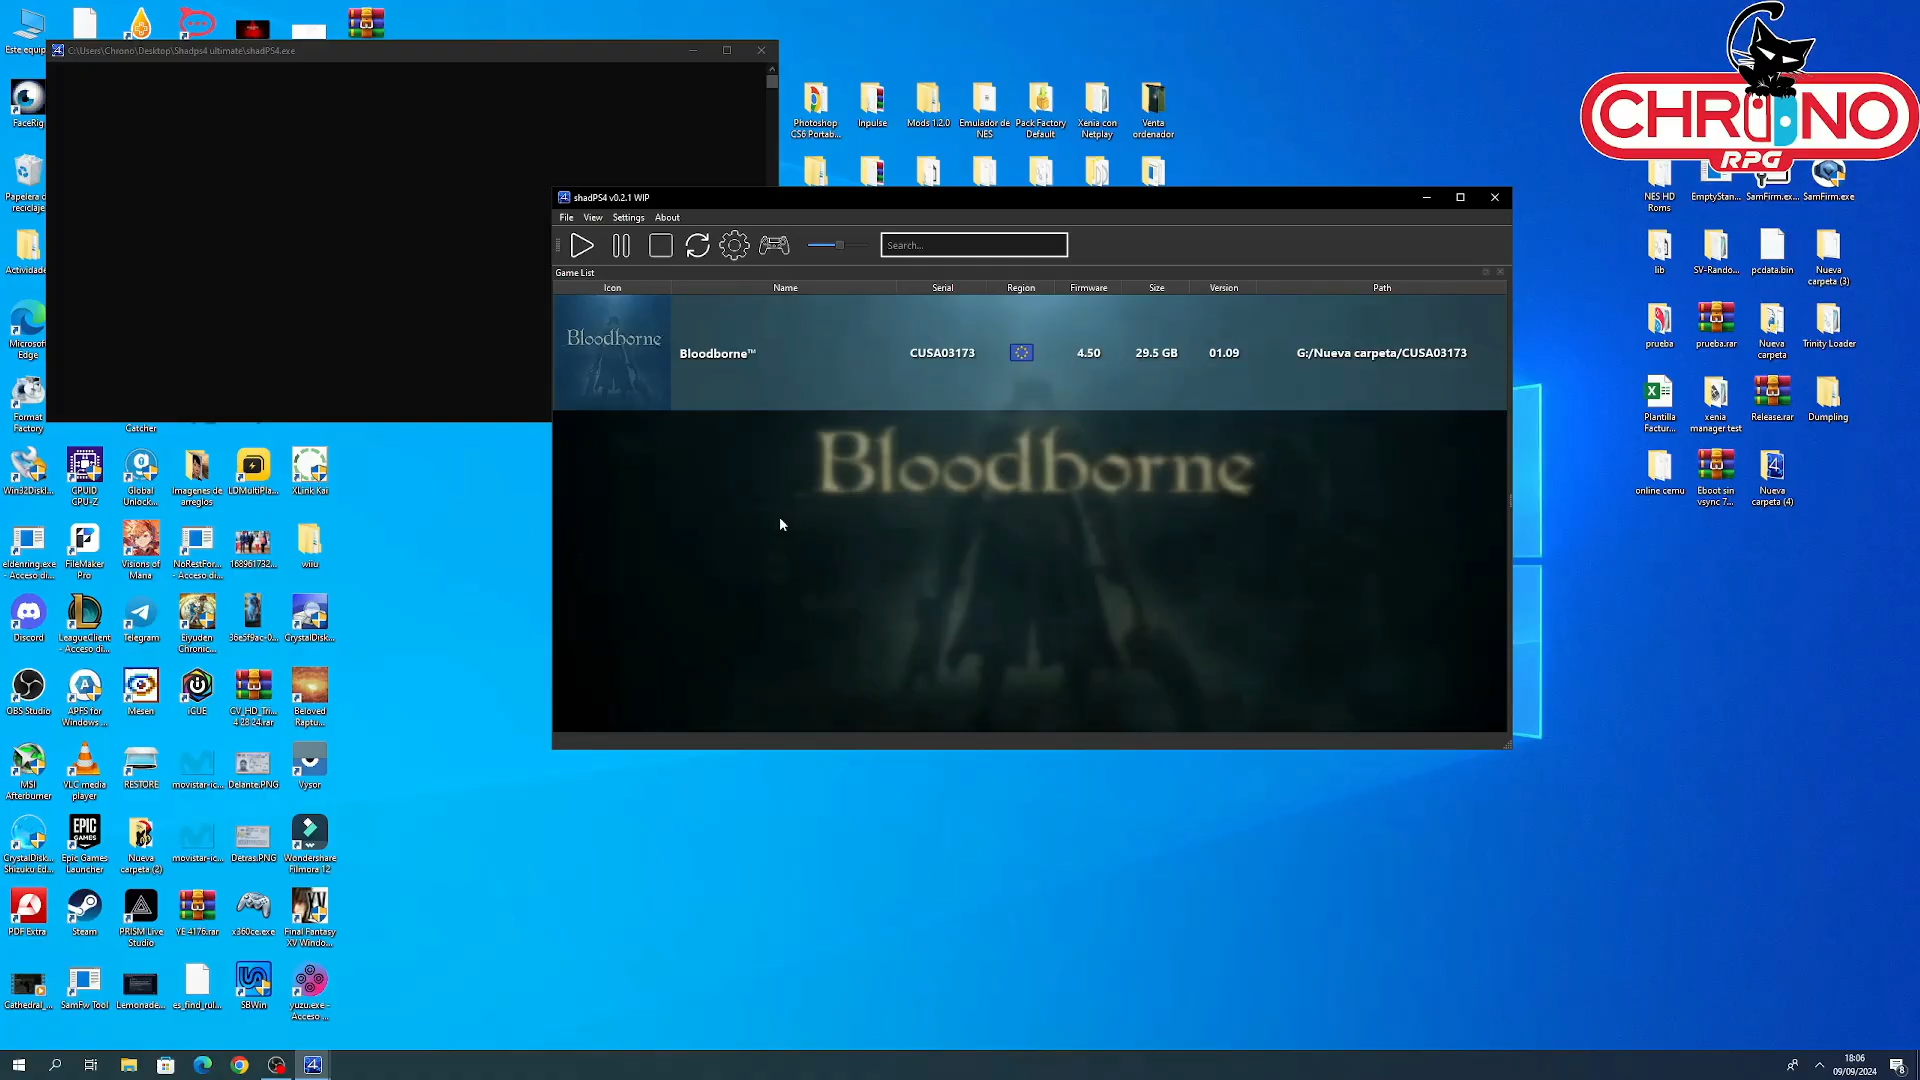 Este equip
C:\Users\Chrono\Desktop\Shadps4 ultimate\shadPS4.exe
CHRONO
RPG
FaceRig
Papelera de
reciclaje
Actividade
Microsof
Edge
Format
Factory
Catcher
Photoshop
CS6 Portab...
Inpulse
Mods 1.2.0
Emulador de
NES
Pack Factory
Default
Xenia con
Netplay
Venta
ordenador
shadPS4 v0.2.1 WIP
File View Settings About
Search...
Game List
Icon Name Serial Region Firmware Size Version Path
Bloodborne
Bloodborne™ CUSA03173 4.50 29.5 GB 01.09 G:/Nueva carpeta/CUSA03173
Bloodborne
NES HD
Roms
EmptyStan...
SamFirm.ex...
SamFirm.exe
lib
SV-Rando...
pcdata.bin
Nueva
carpeta (3)
prueba
prueba.rar
Nueva
carpeta
Trinity Loader
Plantilla
Factur...
xenia
manager test
Release.rar
Dumpling
online cemu
Eboot sin
vsync 7...
Nueva
carpeta (4)
Win32DiskI...
CPUID
CPU-Z
Global
Unlock...
Imagenes de
arreglos
LDMultiPla...
XLink Kai
eldenring.exe
- Acceso di...
FileMaker
Pro
Visions of
Mana
NoRestFor...
- Acceso di...
168961732...
wiiu
Discord
LeagueClient
- Acceso di...
Telegram
Eiyuden
Chronic...
36e5f9ac-0...
CrystalDisk...
OBS Studio
APFS for
Windows ...
Mesen
iCUE
CV_HD_Tri...
4 28 24.rar
Beloved
Raptu...
MSI
Afterburner
VLC media
player
RESTORE
movistar-ic...
Delante.PNG
Vysor
CrystalDisk...
Shizuku Ed...
EPIC
GAMES
Epic Games
Launcher
Nueva
carpeta (2)
movistar-ic...
Detras.PNG
Wondershare
Filmora 12
PDF Extra
Steam
PRISM Live
Studio
YE 4176.rar
x360ce.exe
XV
Final Fantasy
XV Windo...
Cathedral_...
SamFw Tool
Lemonade...
es_find_rul...
SBWin
yuzu.exe -
Acceso ...
18:06
09/09/2024
8